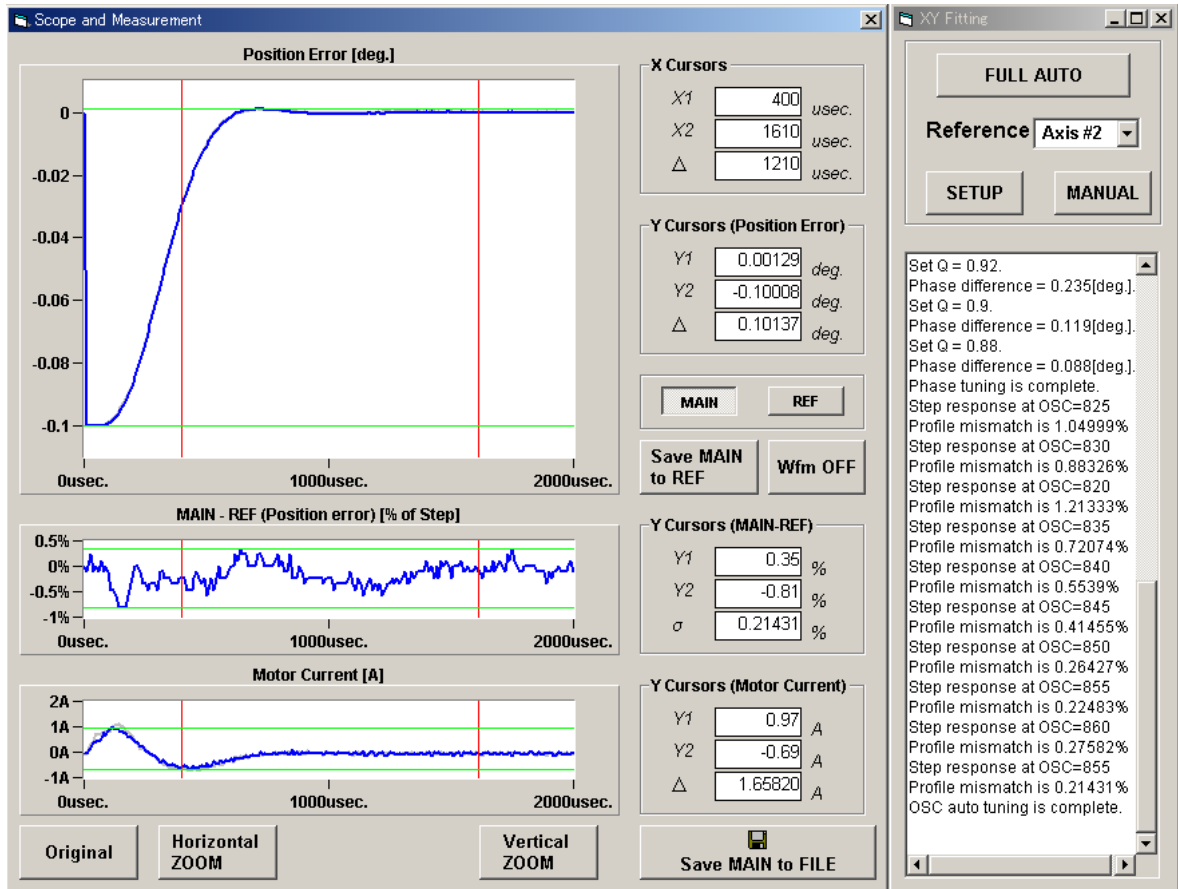 Scope and Measurement
Position Error [deg.]
0
-0.02
-0.04
-0.06
-0.08
-0.1
0usec. 1000usec. 2000usec.
MAIN - REF (Position error) [% of Step]
0.5%
0%
-0.5%
-1%
0usec. 1000usec. 2000usec.
Motor Current [A]
2A
1A
0A
-1A
0usec. 1000usec. 2000usec.
Original
Horizontal
ZOOM
Vertical
ZOOM
X Cursors
X1 400 usec.
X2 1610 usec.
△ 1210 usec.
Y Cursors (Position Error)
Y1 0.00129 deg.
Y2 -0.10008 deg.
△ 0.10137 deg.
MAIN REF
Save MAIN
to REF
Wfm OFF
Y Cursors (MAIN-REF)
Y1 0.35 %
Y2 -0.81 %
σ 0.21431 %
Y Cursors (Motor Current)
Y1 0.97 A
Y2 -0.69 A
△ 1.65820 A
Save MAIN to FILE
XY Fitting
FULL AUTO
Reference Axis #2
SETUP MANUAL
Set Q = 0.92.
Phase difference = 0.235[deg.].
Set Q = 0.9.
Phase difference = 0.119[deg.].
Set Q = 0.88.
Phase difference = 0.088[deg.].
Phase tuning is complete.
Step response at OSC=825
Profile mismatch is 1.04999%
Step response at OSC=830
Profile mismatch is 0.88326%
Step response at OSC=820
Profile mismatch is 1.21333%
Step response at OSC=835
Profile mismatch is 0.72074%
Step response at OSC=840
Profile mismatch is 0.5539%
Step response at OSC=845
Profile mismatch is 0.41455%
Step response at OSC=850
Profile mismatch is 0.26427%
Step response at OSC=855
Profile mismatch is 0.22483%
Step response at OSC=860
Profile mismatch is 0.27582%
Step response at OSC=855
Profile mismatch is 0.21431%
OSC auto tuning is complete.